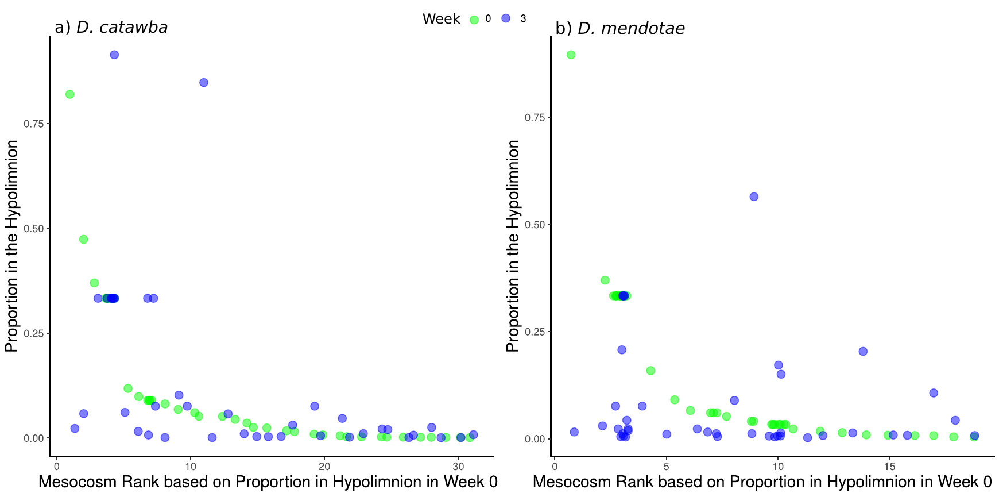 Week 0 3
a) D. catawba
b) D. mendotae
Proportion in the Hypolimnion
0.75
0.50
0.25
0.00
0 10 20 30
Mesocosm Rank based on Proportion in Hypolimnion in Week 0
Proportion in the Hypolimnion
0.75
0.50
0.25
0.00
0 5 10 15
Mesocosm Rank based on Proportion in Hypolimnion in Week 0